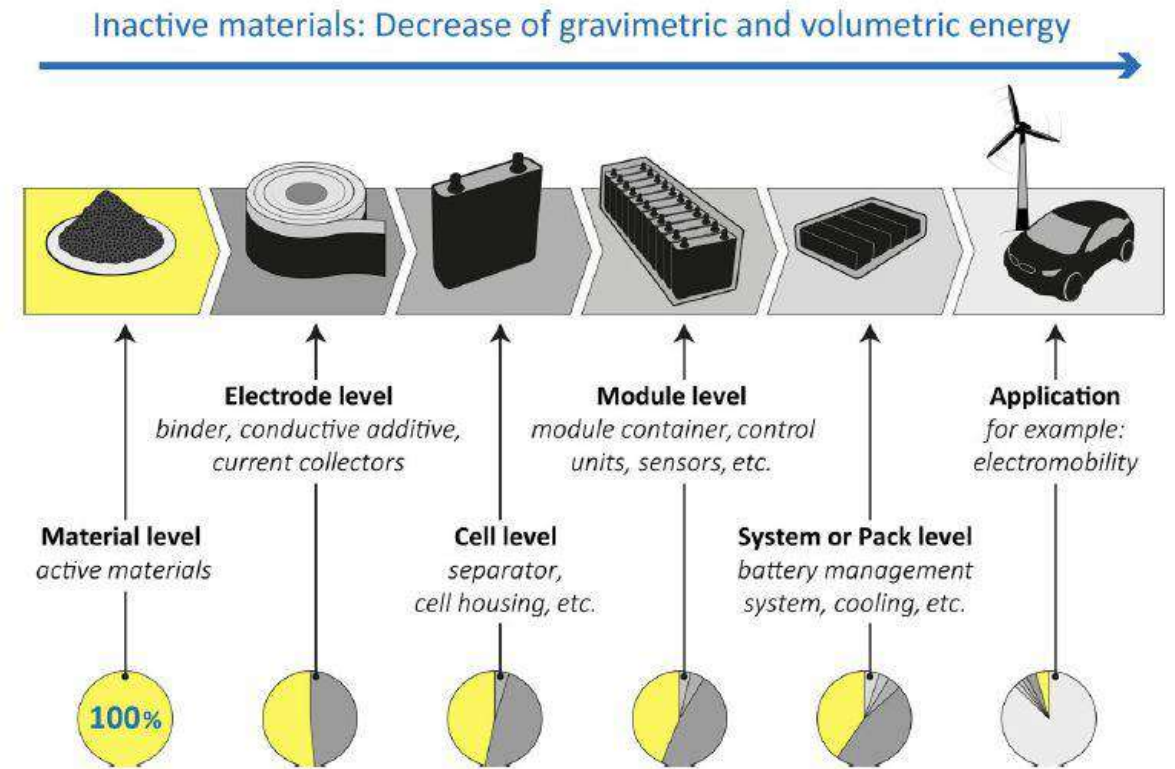 Inactive materials: Decrease of gravimetric and volumetric energy
Electrode level
binder, conductive additive,
current collectors
Module level
module container, control
units, sensors, etc.
Application
for example:
electromobility
Material level
active materials
Cell level
separator,
cell housing, etc.
System or Pack level
battery management
system, cooling, etc.
100%